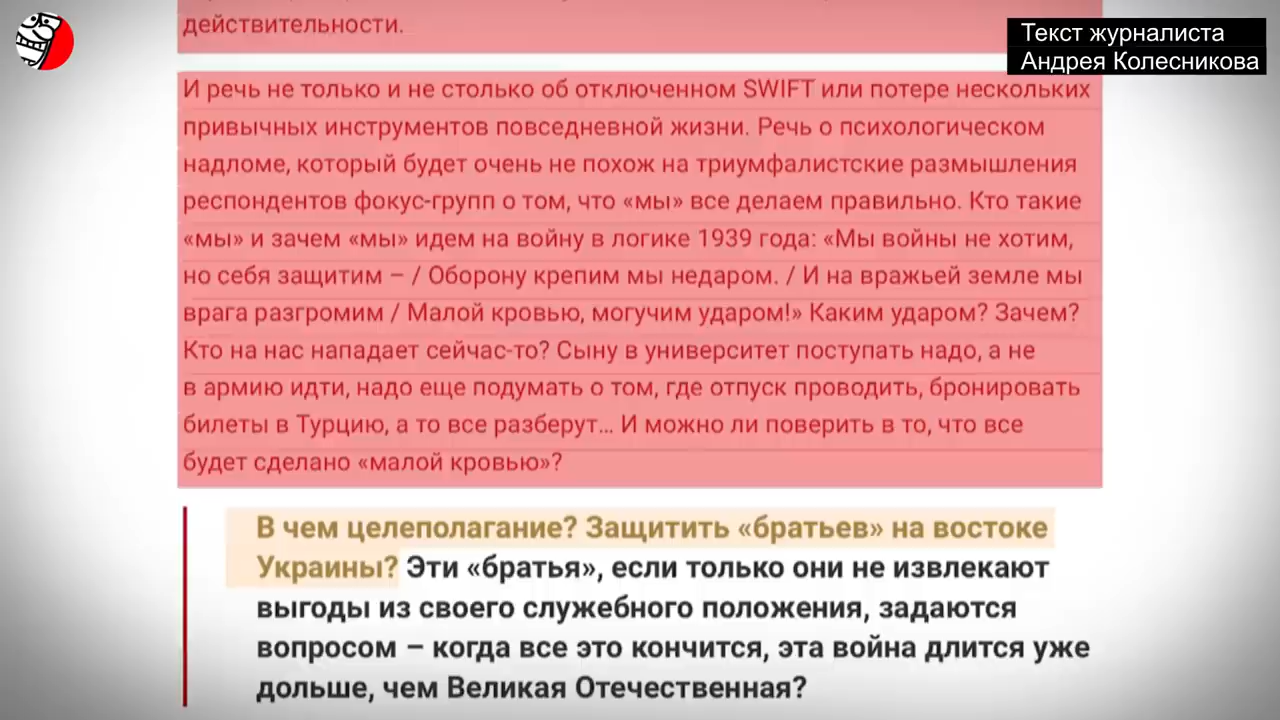 действительности.
Текст журналиста
Андрея Колесникова
И речь не только и не столько об отключенном SWIFT или потере нескольких
привычных инструментов повседневной жизни. Речь о психологическом
надломе, который будет очень не похож на триумфалистские размышления
респондентов фокус-групп о том, что «мы» все делаем правильно. Кто такие
«мы» и зачем «мы» идем на войну в логике 1939 года: «Мы войны не хотим,
но себя защитим – / Оборону крепим мы недаром. / И на вражьей земле мы
врага разгромим / Малой кровью, могучим ударом!» Каким ударом? Зачем?
Кто на нас нападает сейчас-то? Сыну в университет поступать надо, а не
в армию идти, надо еще подумать о том, где отпуск проводить, бронировать
билеты в Турцию, а то все разберут… И можно ли поверить в то, что все
будет сделано «малой кровью»?
В чем целеполагание? Защитить «братьев» на востоке
Украины? Эти «братья», если только они не извлекают
выгоды из своего служебного положения, задаются
вопросом – когда все это кончится, эта война длится уже
дольше, чем Великая Отечественная?